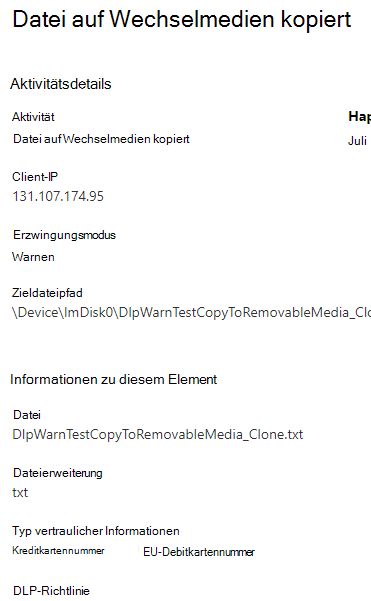 Datei auf Wechselmedien kopiert
Aktivitätsdetails
Aktivität Hap
Datei auf Wechselmedien kopiert Juli
Client-IP
131.107.174.95
Erzwingungsmodus
Warnen
Zieldateipfad
\Device\ImDisk0\DlpWarnTestCopyToRemovableMedia_Clo
Informationen zu diesem Element
Datei
DlpWarnTestCopyToRemovableMedia_Clone.txt
Dateierweiterung
txt
Typ vertraulicher Informationen
Kreditkartennummer EU-Debitkartennummer
DLP-Richtlinie